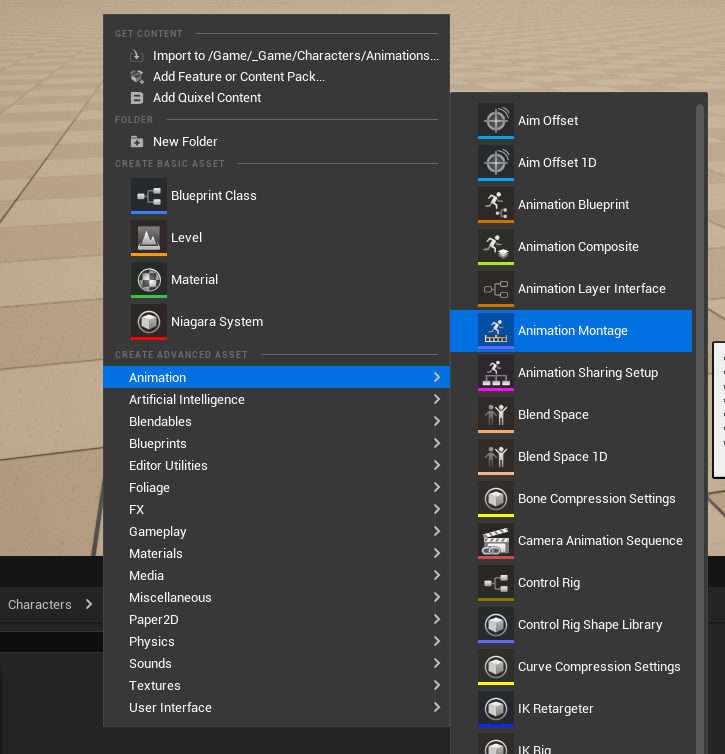 GET CONTENT
Import to /Game/_Game/Characters/Animations...
Add Feature or Content Pack...
Add Quixel Content
FOLDER
New Folder
CREATE BASIC ASSET
Blueprint Class
Level
Material
Niagara System
CREATE ADVANCED ASSET
Animation
Artificial Intelligence
Blendables
Blueprints
Editor Utilities
Foliage
FX
Gameplay
Materials
Media
Miscellaneous
Paper2D
Physics
Sounds
Textures
User Interface
Aim Offset
Aim Offset 1D
Animation Blueprint
Animation Composite
Animation Layer Interface
Animation Montage
Animation Sharing Setup
Blend Space
Blend Space 1D
Bone Compression Settings
Camera Animation Sequence
Control Rig
Control Rig Shape Library
Curve Compression Settings
IK Retargeter
IK Rig
Characters